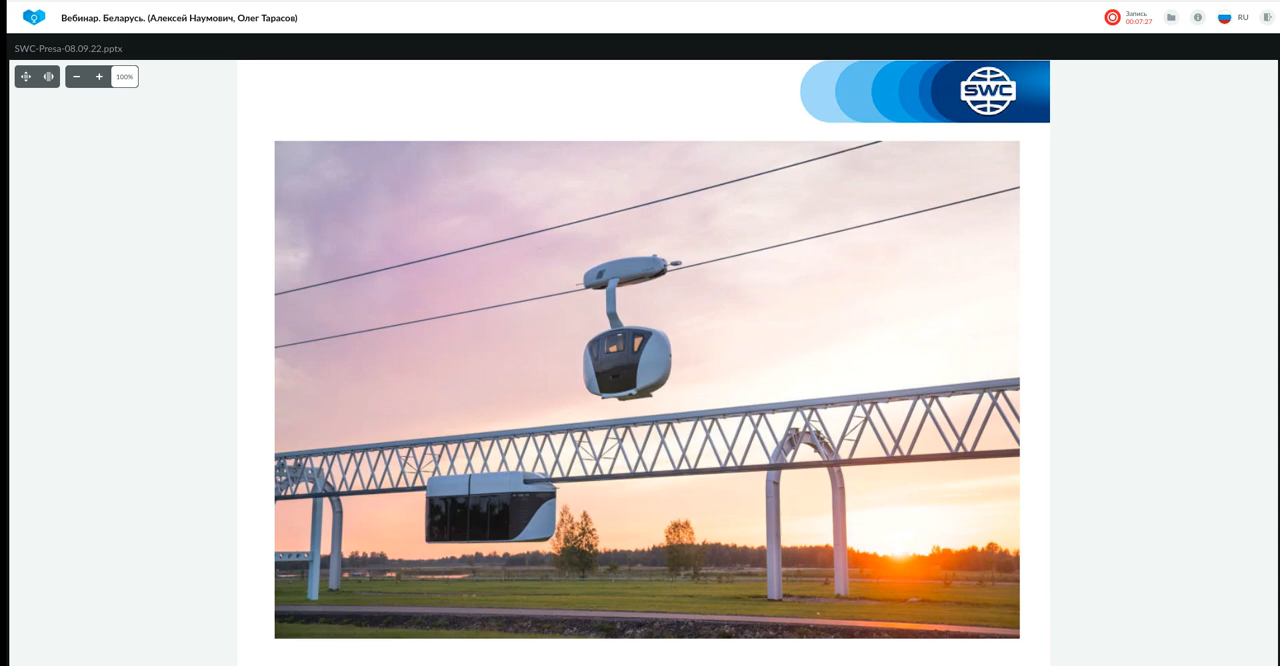 Вебинар. Беларусь. (Алексей Наумович, Олег Тарасов)
Запись
00:07:27
RU
SWC-Presa-08.09.22.pptx
100%
SWC